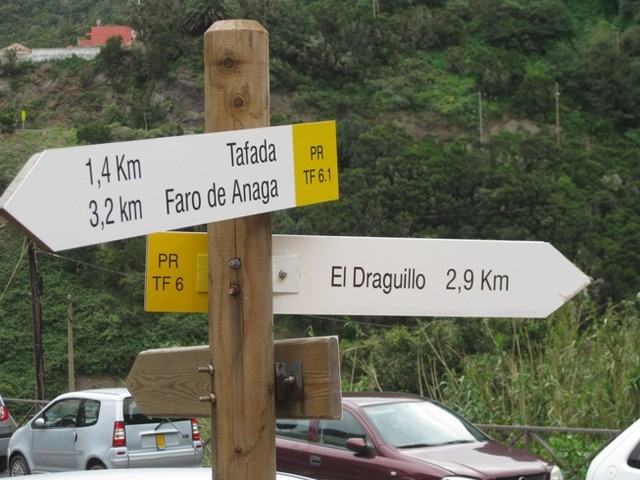 1,4 Km Tafada
3,2 km Faro de Anaga
PR
TF 6.1
PR
TF 6
El Draguillo 2,9 Km